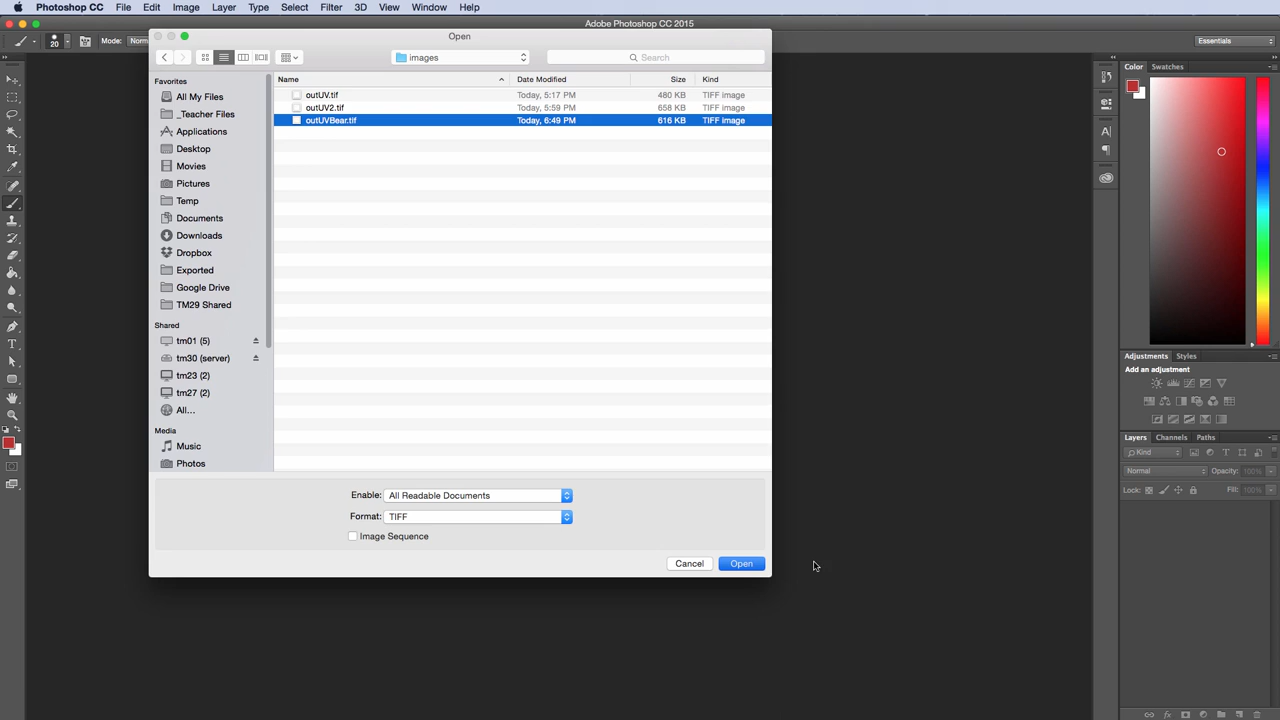 Photoshop CC File Edit Image Layer Type Select Filter 3D View Window Help
Adobe Photoshop CC 2015
20 Mode: Essentials
Open
images Search
Favorites
All My Files
_Teacher Files
Applications
Desktop
Movies
Pictures
Temp
Documents
Downloads
Dropbox
Exported
Google Drive
TM29 Shared
Shared
tm01 (5)
tm30 (server)
tm23 (2)
tm27 (2)
All...
Media
Music
Photos
Name Date Modified Size Kind
outUV.tif Today, 5:17 PM 480 KB TIFF image
outUV2.tif Today, 5:59 PM 658 KB TIFF image
outUVBear.tif Today, 6:49 PM 616 KB TIFF image
Enable: All Readable Documents
Format: TIFF
Image Sequence
Cancel Open
Color Swatches
Adjustments Styles
Add an adjustment
Layers Channels Paths
Kind
Normal Opacity: 100%
Lock: Fill: 100%